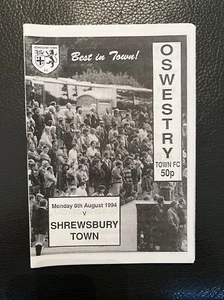 Best in Town!
OSWESTRY
TOWN FC
50p
Monday 8th August 1994
v
SHREWSBURY
TOWN